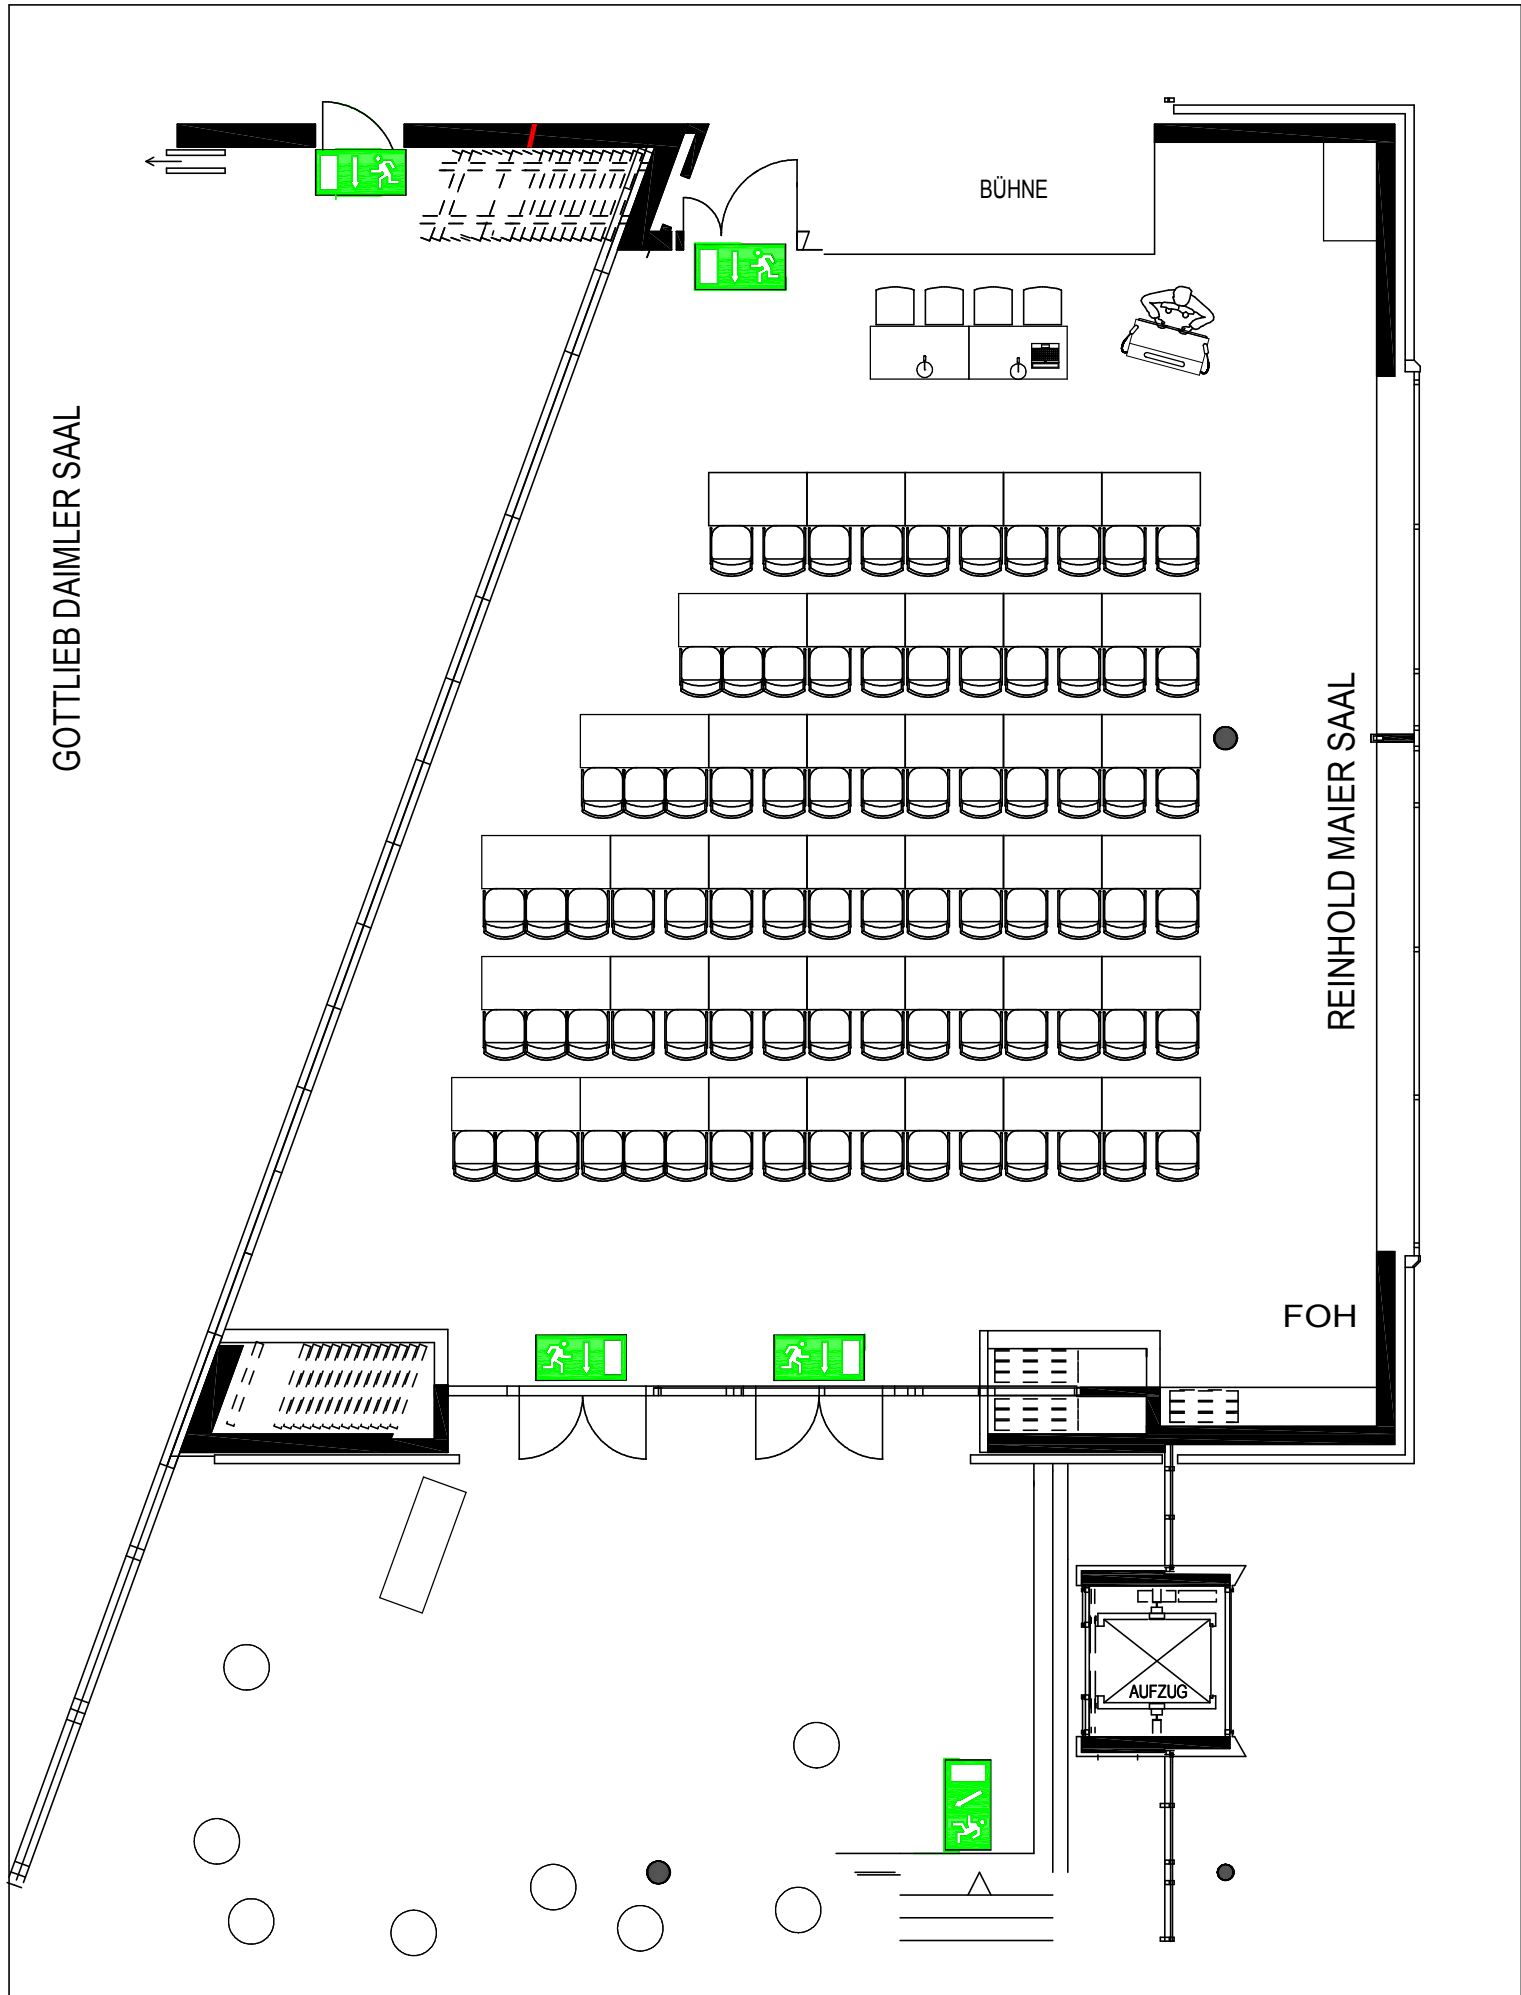 BÜHNE
GOTTLIEB DAIMLER SAAL
REINHOLD MAIER SAAL
FOH
AUFZUG